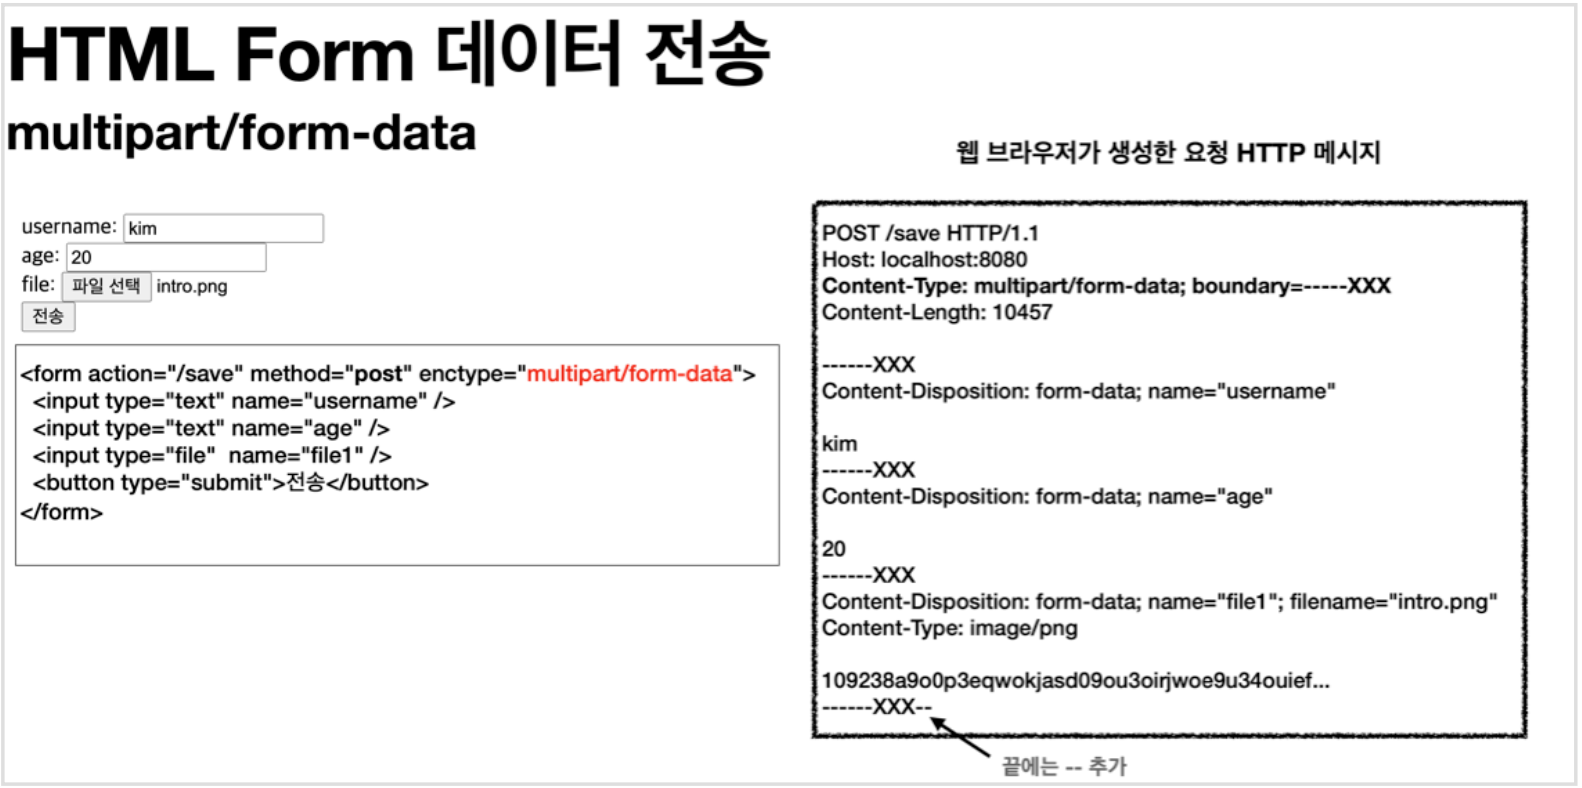 HTML Form 데이터 전송
multipart/form-data
username: kim
age: 20
file: 파일 선택 intro.png
전송
<form action="/save" method="post" enctype="multipart/form-data">
<input type="text" name="username" />
<input type="text" name="age" />
<input type="file" name="file1" />
<button type="submit">전송</button>
</form>
웹 브라우저가 생성한 요청 HTTP 메시지
POST /save HTTP/1.1
Host: localhost:8080
Content-Type: multipart/form-data; boundary=-----XXX
Content-Length: 10457
------XXX
Content-Disposition: form-data; name="username"
kim
------XXX
Content-Disposition: form-data; name="age"
20
------XXX
Content-Disposition: form-data; name="file1"; filename="intro.png"
Content-Type: image/png
109238a9o0p3eqwokjasd09ou3oirjwoe9u34ouief...
------XXX--
끝에는 -- 추가